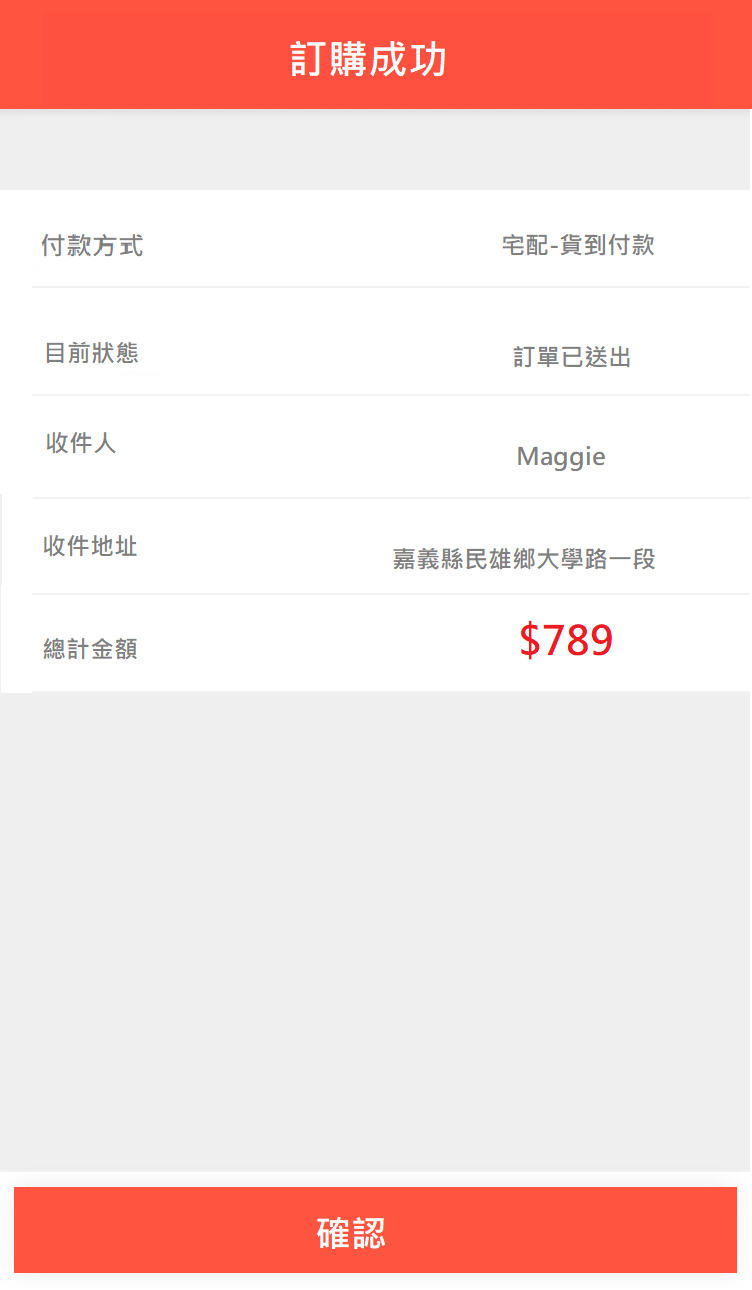 訂購成功
付款方式 宅配-貨到付款
目前狀態 訂單已送出
收件人 Maggie
收件地址 嘉義縣民雄鄉大學路一段
總計金額 $789
確認